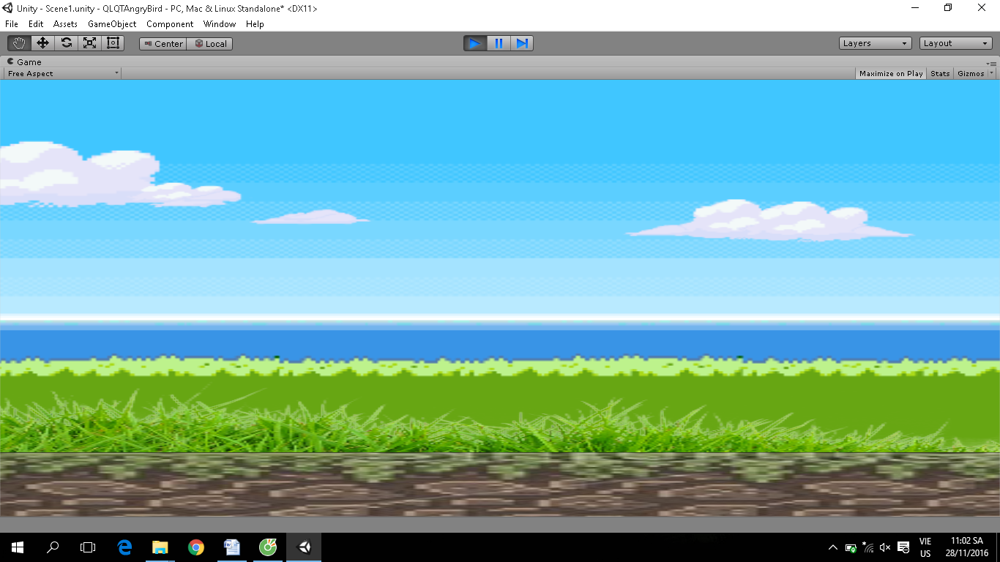 Unity - Scene1.unity - QLQTAngryBird - PC, Mac & Linux Standalone* <DX11>
File Edit Assets GameObject Component Window Help
Center Local Layers Layout
Game
Free Aspect Maximize on Play Stats Gizmos
VIE 11:02 SA
US 28/11/2016